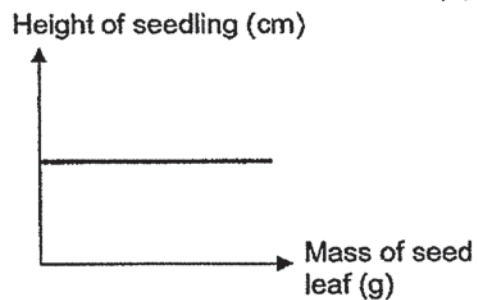 Height of seedling (cm)
Mass of seed
leaf (g)